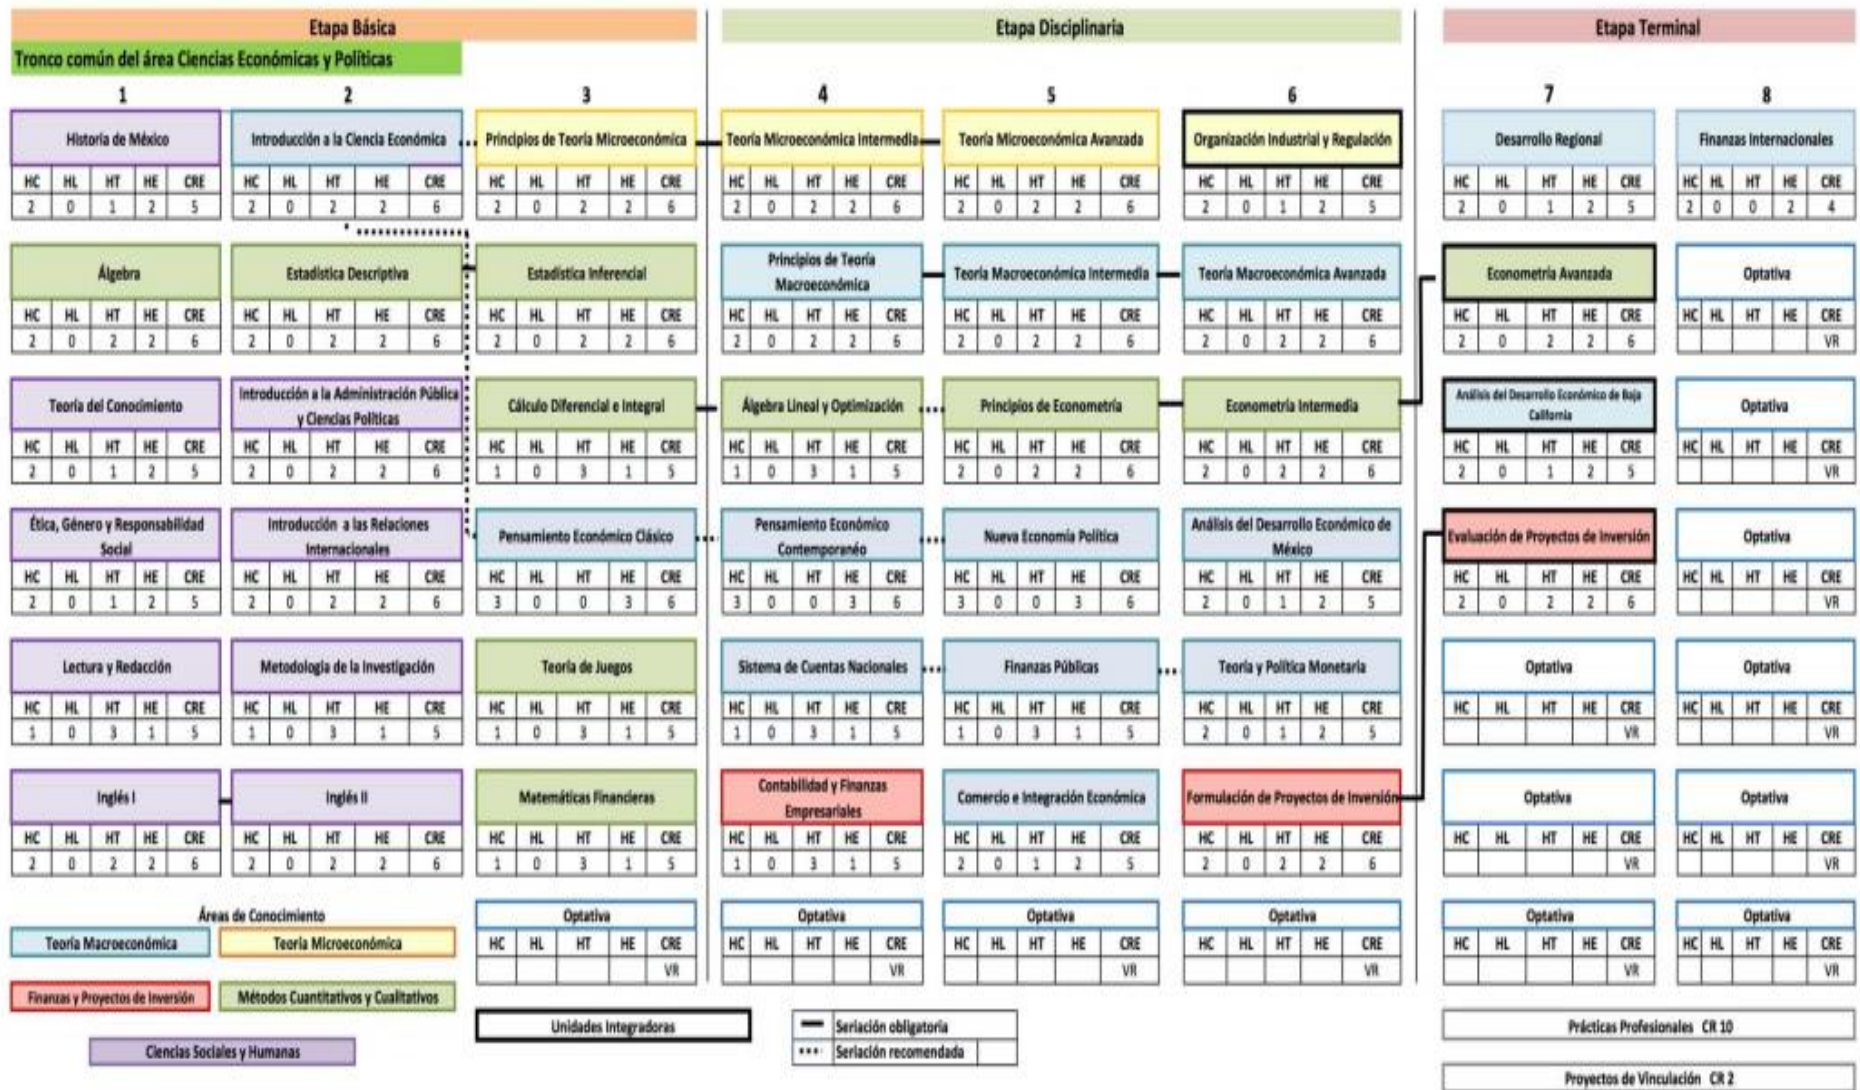 Etapa Básica
Etapa Disciplinaria
Etapa Terminal
Tronco común del área Ciencias Económicas y Políticas
1 2 3 4 5 6 7 8
Historia de México
HC HL HT HE CRE
2 0 1 2 5
Introducción a la Ciencia Económica
HC HL HT HE CRE
2 0 2 2 6
Principios de Teoría Microeconómica
HC HL HT HE CRE
2 0 2 2 6
Teoría Microeconómica Intermedia
HC HL HT HE CRE
2 0 2 2 6
Teoría Microeconómica Avanzada
HC HL HT HE CRE
2 0 2 2 6
Organización Industrial y Regulación
HC HL HT HE CRE
2 0 1 2 5
Desarrollo Regional
HC HL HT HE CRE
2 0 1 2 5
Finanzas Internacionales
HC HL HT HE CRE
2 0 0 2 4
Álgebra
HC HL HT HE CRE
2 0 2 2 6
Estadística Descriptiva
HC HL HT HE CRE
2 0 2 2 6
Estadística Inferencial
HC HL HT HE CRE
2 0 2 2 6
Principios de Teoría
Macroeconómica
HC HL HT HE CRE
2 0 2 2 6
Teoría Macroeconómica Intermedia
HC HL HT HE CRE
2 0 2 2 6
Teoría Macroeconómica Avanzada
HC HL HT HE CRE
2 0 2 2 6
Econometría Avanzada
HC HL HT HE CRE
2 0 2 2 6
Optativa
HC HL HT HE CRE
VR
Teoría del Conocimiento
HC HL HT HE CRE
2 0 1 2 5
Introducción a la Administración Pública
y Ciencias Políticas
HC HL HT HE CRE
2 0 2 2 6
Cálculo Diferencial e Integral
HC HL HT HE CRE
1 0 3 1 5
Álgebra Lineal y Optimización
HC HL HT HE CRE
1 0 3 1 5
Principios de Econometría
HC HL HT HE CRE
2 0 2 2 6
Econometría Intermedia
HC HL HT HE CRE
2 0 2 2 6
Análisis del Desarrollo Económico de Baja
California
HC HL HT HE CRE
2 0 1 2 5
Optativa
HC HL HT HE CRE
VR
Ética, Género y Responsabilidad
Social
HC HL HT HE CRE
2 0 1 2 5
Introducción a las Relaciones
Internacionales
HC HL HT HE CRE
2 0 2 2 6
Pensamiento Económico Clásico
HC HL HT HE CRE
3 0 0 3 6
Pensamiento Económico
Contemporanéo
HC HL HT HE CRE
3 0 0 3 6
Nueva Economía Política
HC HL HT HE CRE
3 0 0 3 6
Análisis del Desarrollo Económico de
México
HC HL HT HE CRE
2 0 1 2 5
Evaluación de Proyectos de Inversión
HC HL HT HE CRE
2 0 2 2 6
Optativa
HC HL HT HE CRE
VR
Lectura y Redacción
HC HL HT HE CRE
1 0 3 1 5
Metodología de la Investigación
HC HL HT HE CRE
1 0 3 1 5
Teoría de Juegos
HC HL HT HE CRE
1 0 3 1 5
Sistema de Cuentas Nacionales
HC HL HT HE CRE
1 0 3 1 5
Finanzas Públicas
HC HL HT HE CRE
1 0 3 1 5
Teoría y Política Monetaria
HC HL HT HE CRE
2 0 1 2 5
Optativa
HC HL HT HE CRE
VR
Optativa
HC HL HT HE CRE
VR
Inglés I
HC HL HT HE CRE
2 0 2 2 6
Inglés II
HC HL HT HE CRE
2 0 2 2 6
Matemáticas Financieras
HC HL HT HE CRE
1 0 3 1 5
Contabilidad y Finanzas
Empresariales
HC HL HT HE CRE
1 0 3 1 5
Comercio e Integración Económica
HC HL HT HE CRE
2 0 1 2 5
Formulación de Proyectos de Inversión
HC HL HT HE CRE
2 0 2 2 6
Optativa
HC HL HT HE CRE
VR
Optativa
HC HL HT HE CRE
VR
Optativa
HC HL HT HE CRE
VR
Optativa
HC HL HT HE CRE
VR
Optativa
HC HL HT HE CRE
VR
Optativa
HC HL HT HE CRE
VR
Optativa
HC HL HT HE CRE
VR
Optativa
HC HL HT HE CRE
VR
Áreas de Conocimiento
Teoría Macroeconómica
Teoría Microeconómica
Finanzas y Proyectos de Inversión
Métodos Cuantitativos y Cualitativos
Ciencias Sociales y Humanas
Unidades Integradoras
Seriación obligatoria
Seriación recomendada
Prácticas Profesionales CR 10
Proyectos de Vinculación CR 2